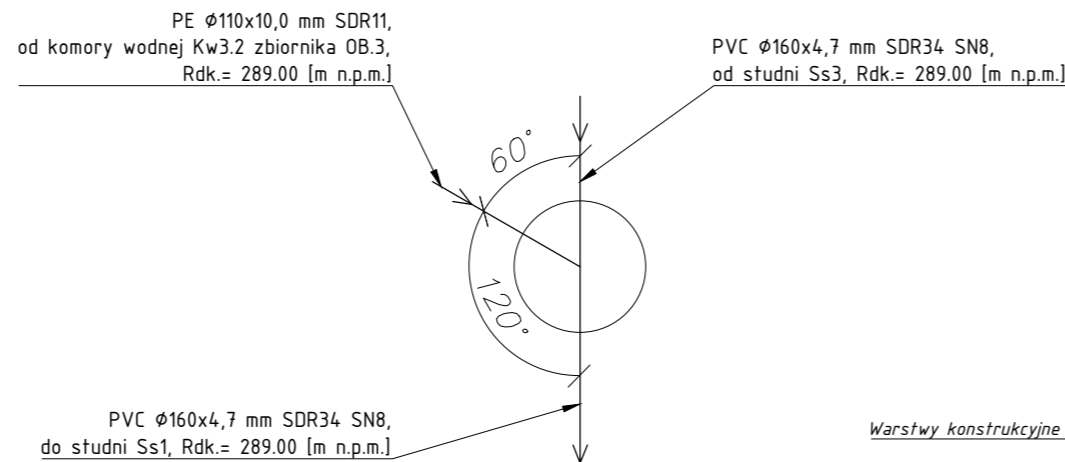 PE Ø110x10,0 mm SDR11,
od komory wodnej Kw3.2 zbiornika OB.3,
Rdk.= 289.00 [m n.p.m.]
PVC Ø160x4,7 mm SDR34 SN8,
od studni Ss3, Rdk.= 289.00 [m n.p.m.]
60°
120°
PVC Ø160x4,7 mm SDR34 SN8,
do studni Ss1, Rdk.= 289.00 [m n.p.m.]
Warstwy konstrukcyjne